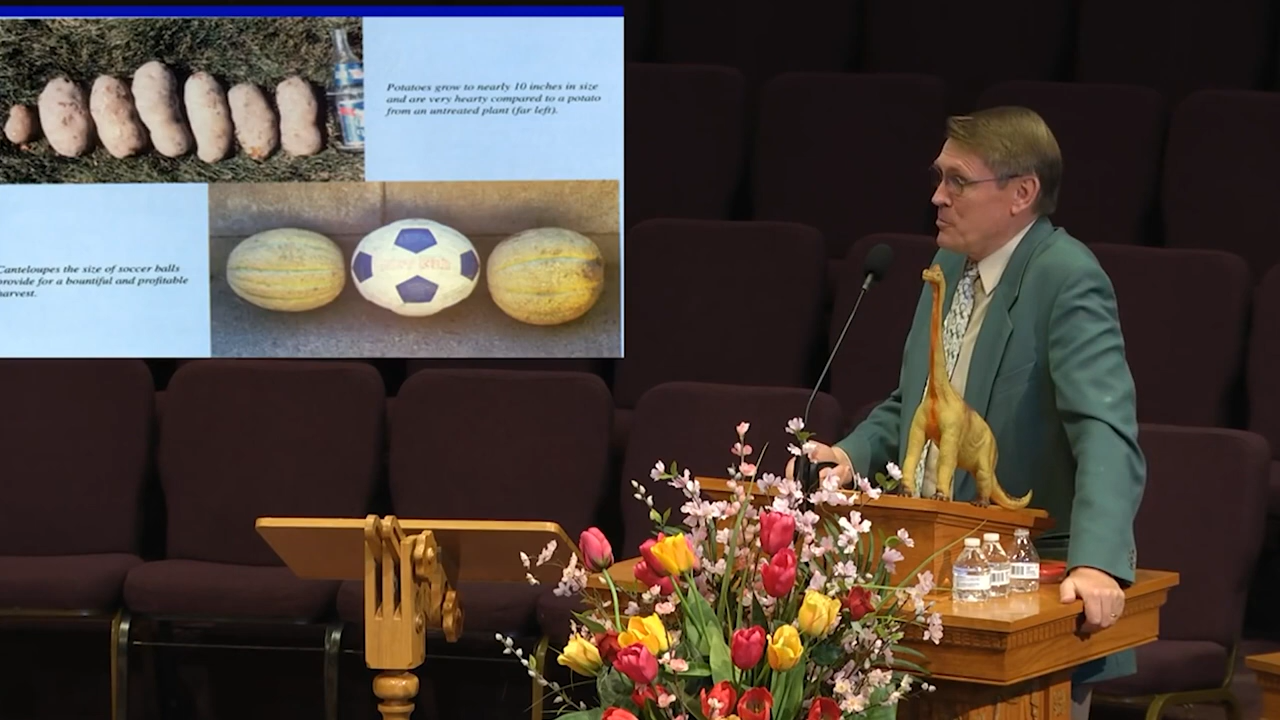 Potatoes grow to nearly 10 inches in size
and are very hearty compared to a potato
from an untreated plant (far left).
Canteloupes the size of soccer balls
provide for a bountiful and profitable
harvest.